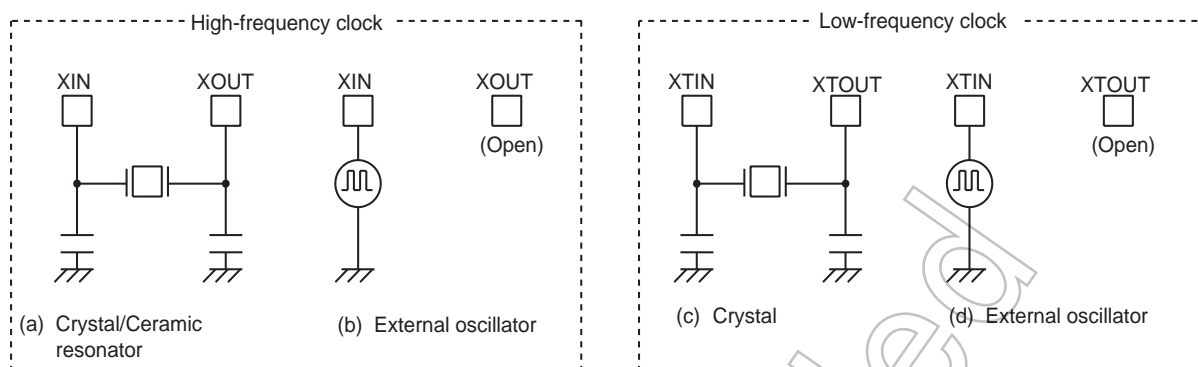 High-frequency clock
XIN XOUT XIN XOUT
(Open)
(a) Crystal/Ceramic
resonator
(b) External oscillator
Low-frequency clock
XTIN XTOUT XTIN XTOUT
(Open)
(c) Crystal
(d) External oscillator